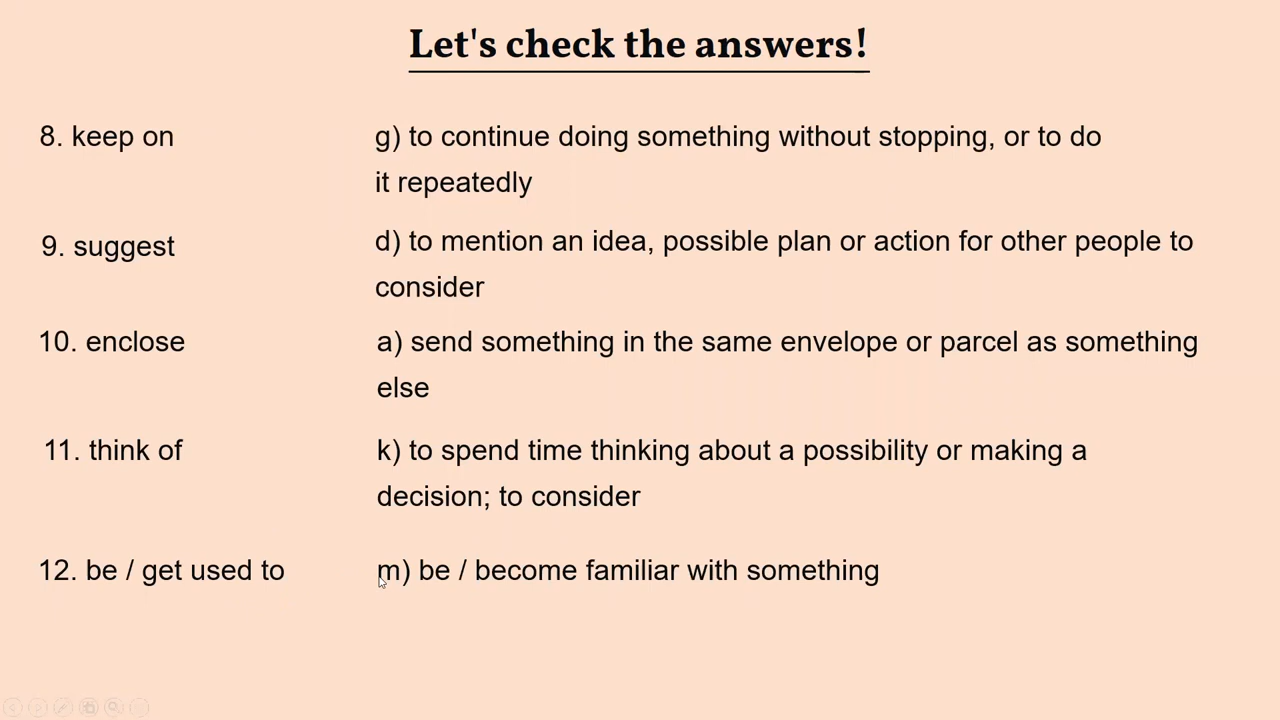 Let's check the answers!
8. keep on
g) to continue doing something without stopping, or to do
it repeatedly
9. suggest
d) to mention an idea, possible plan or action for other people to
consider
10. enclose
a) send something in the same envelope or parcel as something
else
11. think of
k) to spend time thinking about a possibility or making a
decision; to consider
12. be / get used to
m) be / become familiar with something